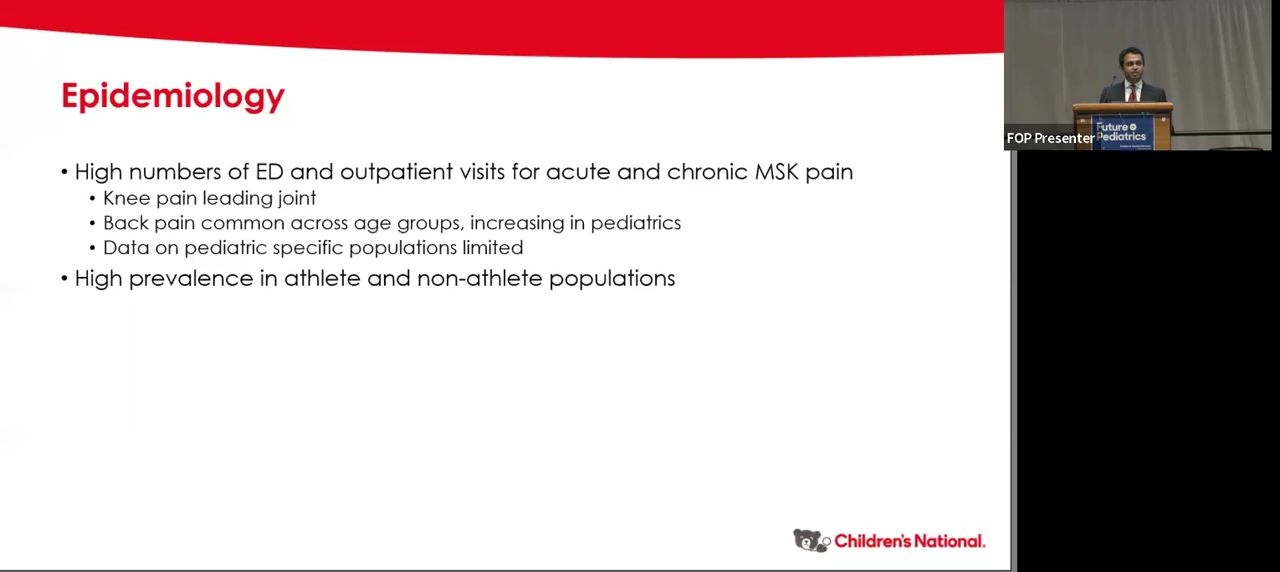 Epidemiology
• High numbers of ED and outpatient visits for acute and chronic MSK pain
• Knee pain leading joint
• Back pain common across age groups, increasing in pediatrics
• Data on pediatric specific populations limited
• High prevalence in athlete and non-athlete populations
Children's National.
FOP Presenter
Future
Pediatrics